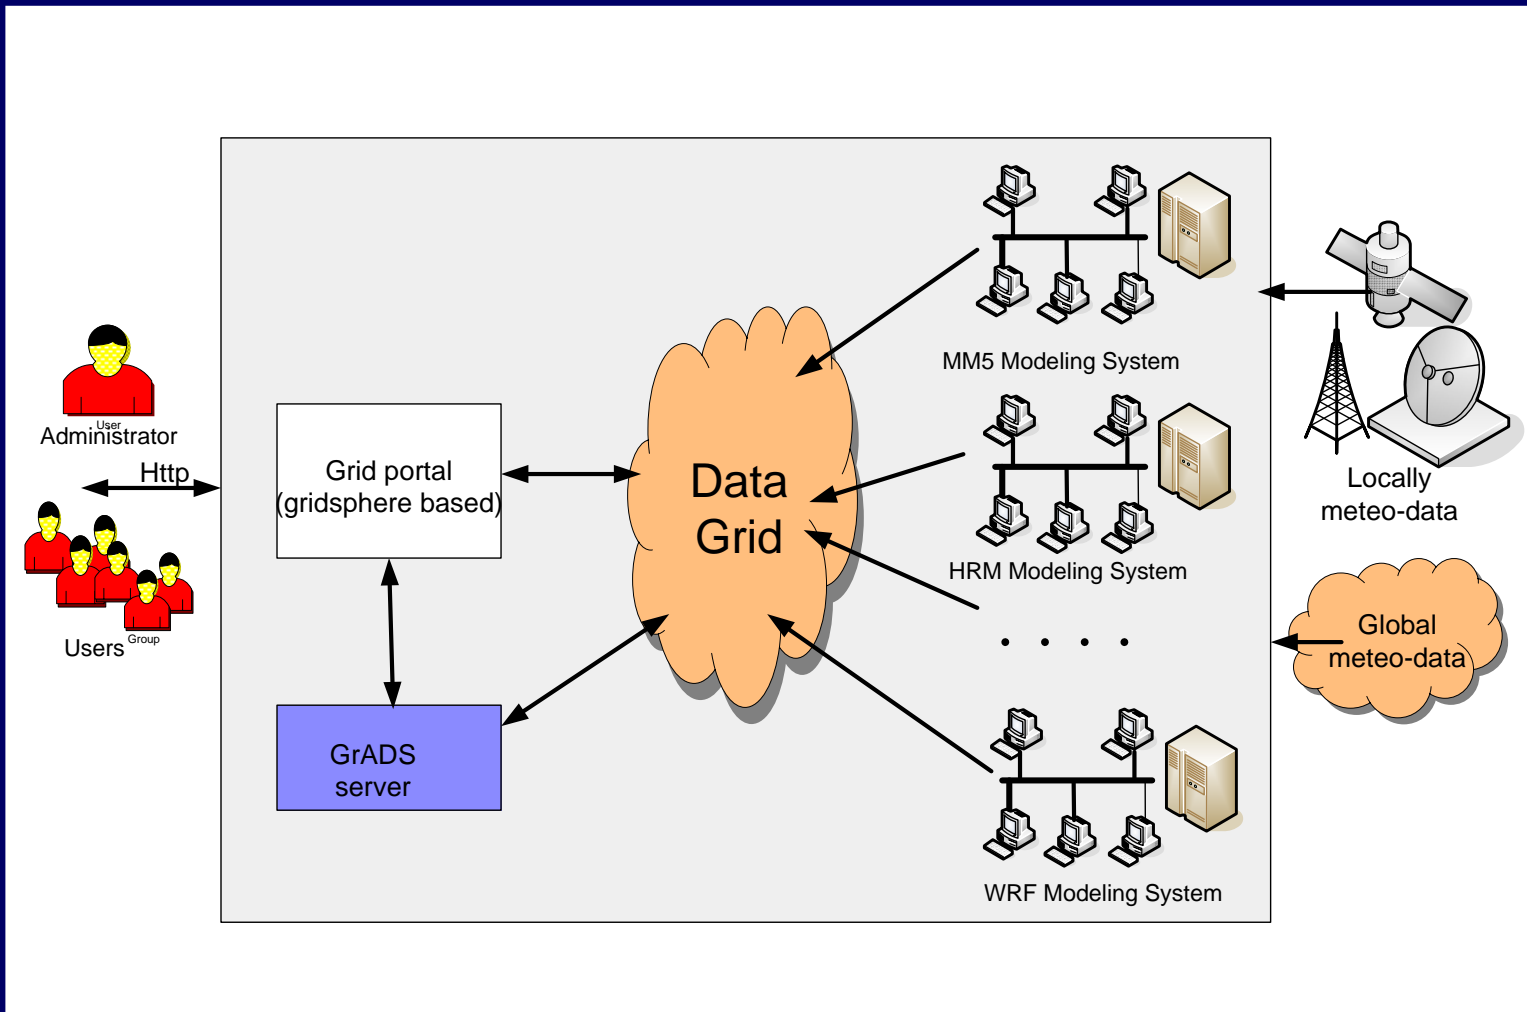 User
Administrator
Http
Group
Users
Grid portal
(gridsphere based)
GrADS
server
Data
Grid
MM5 Modeling System
HRM Modeling System
. . . .
WRF Modeling System
Locally
meteo-data
Global
meteo-data